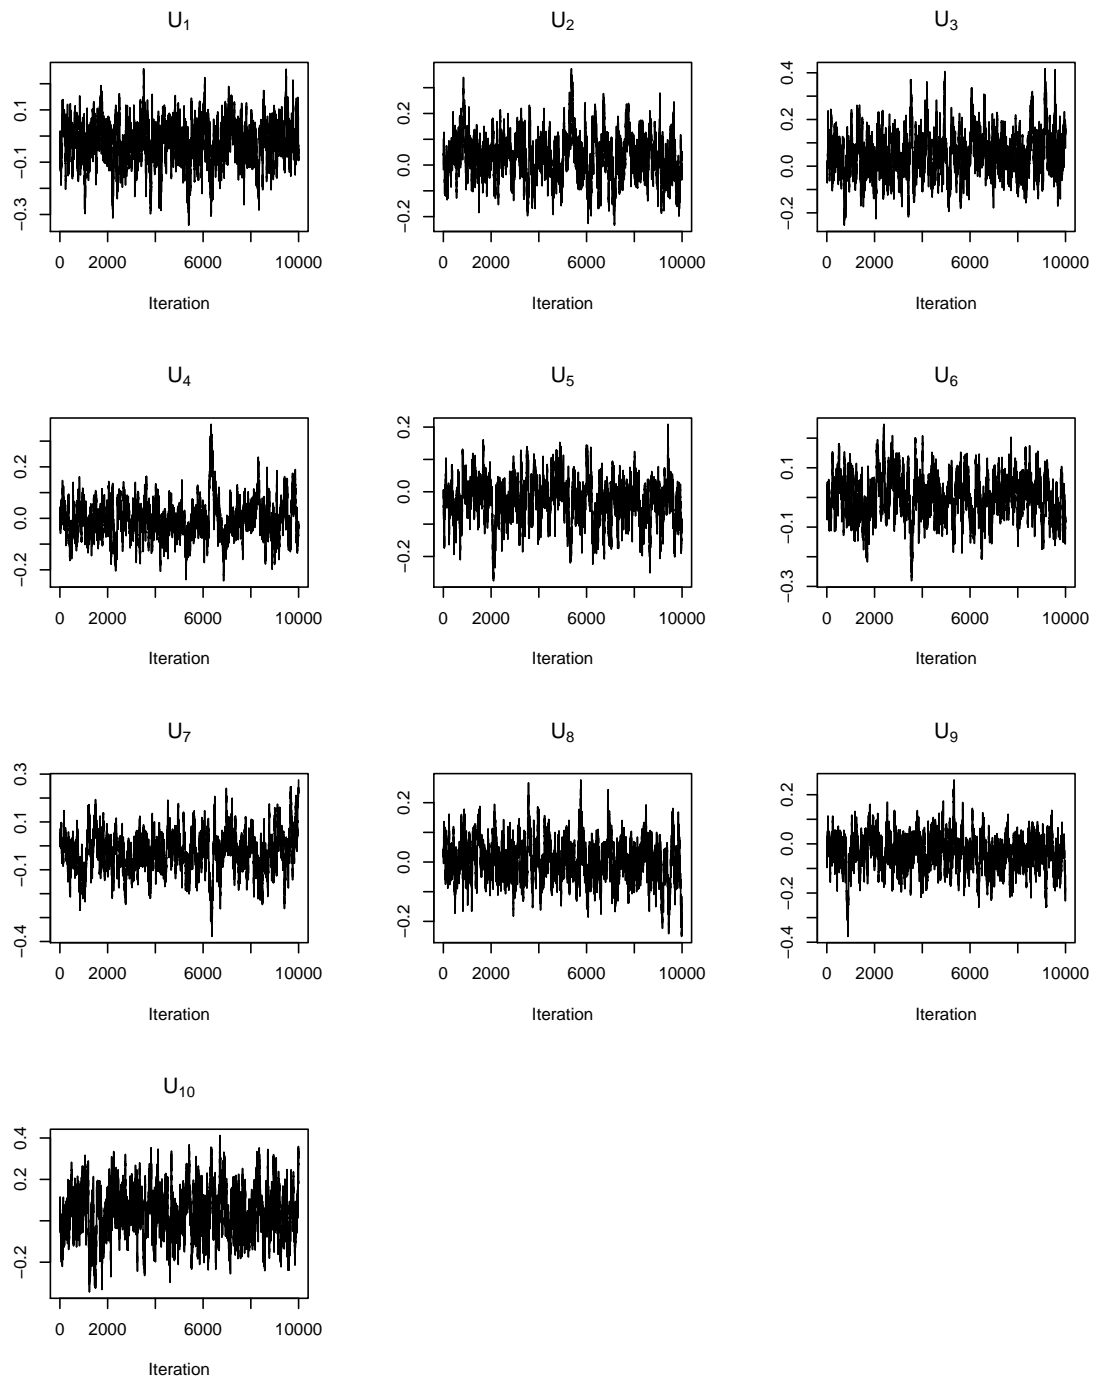 U₁ U₂ U₃
−0.3 −0.1 0.1 −0.2 0.0 0.2 −0.2 0.0 0.2 0.4
0 2000 6000 10000 0 2000 6000 10000 0 2000 6000 10000
Iteration Iteration Iteration
U₄ U₅ U₆
−0.2 0.0 0.2 −0.2 0.0 0.2 −0.3 −0.1 0.1
0 2000 6000 10000 0 2000 6000 10000 0 2000 6000 10000
Iteration Iteration Iteration
U₇ U₈ U₉
−0.4 −0.1 0.1 0.3 −0.2 0.0 0.2 −0.4 −0.2 0.0 0.2
0 2000 6000 10000 0 2000 6000 10000 0 2000 6000 10000
Iteration Iteration Iteration
U₁₀
−0.2 0.2 0.4
0 2000 6000 10000
Iteration